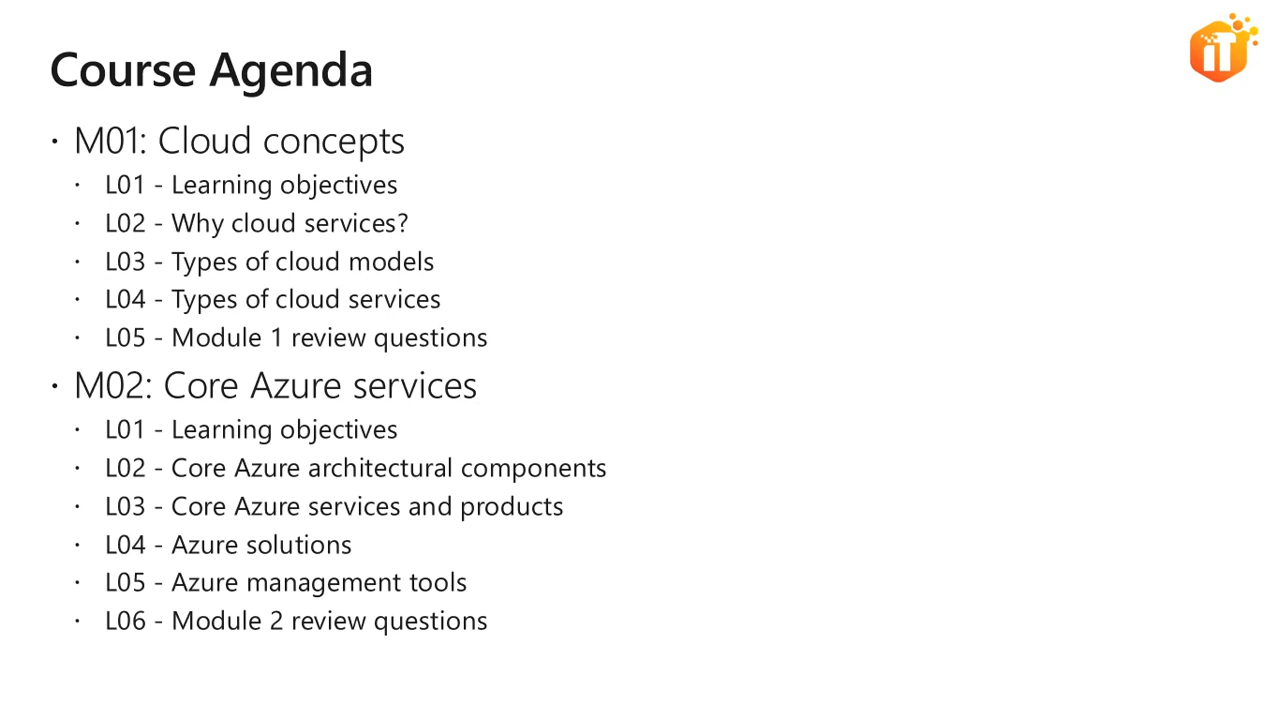 Course Agenda
iT
· M01: Cloud concepts
· L01 - Learning objectives
· L02 - Why cloud services?
· L03 - Types of cloud models
· L04 - Types of cloud services
· L05 - Module 1 review questions
· M02: Core Azure services
· L01 - Learning objectives
· L02 - Core Azure architectural components
· L03 - Core Azure services and products
· L04 - Azure solutions
· L05 - Azure management tools
· L06 - Module 2 review questions